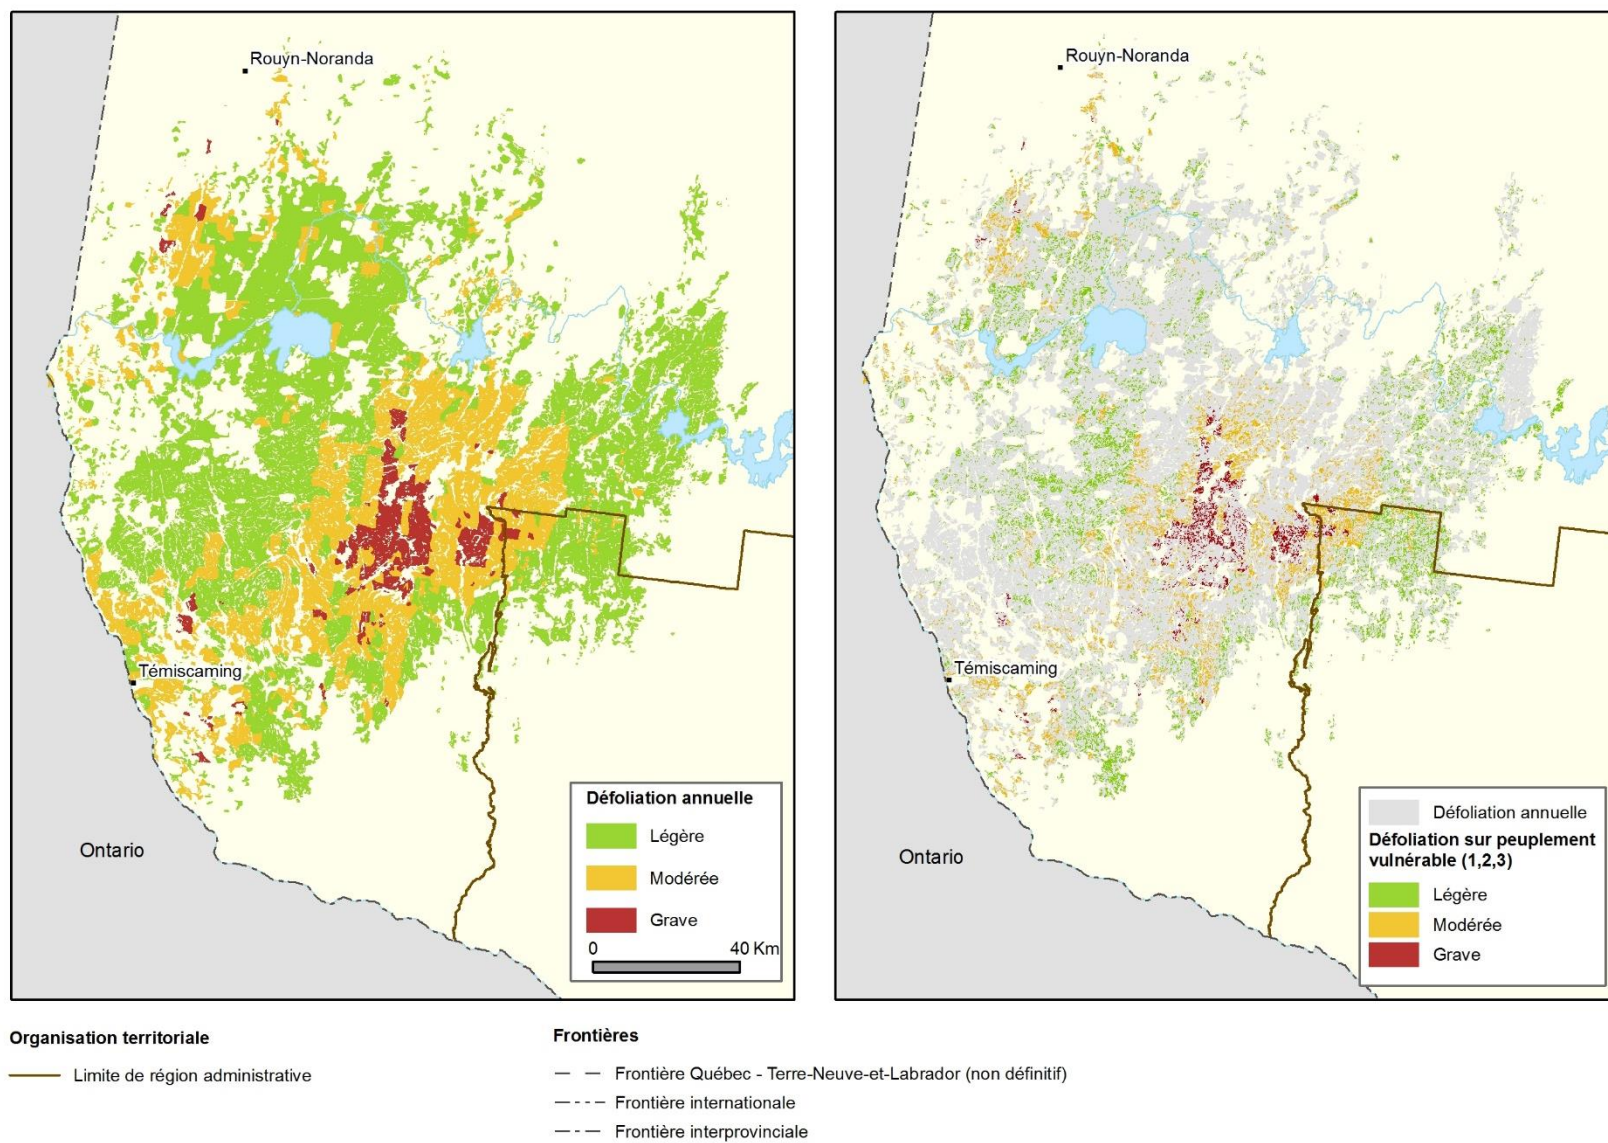 Rouyn-Noranda
Témiscaming
Ontario
Défoliation annuelle
Légère
Modérée
Grave
0 40 Km
Rouyn-Noranda
Témiscaming
Ontario
Défoliation annuelle
Défoliation sur peuplement
vulnérable (1,2,3)
Légère
Modérée
Grave
Organisation territoriale
Limite de région administrative
Frontières
Frontière Québec - Terre-Neuve-et-Labrador (non définitif)
Frontière internationale
Frontière interprovinciale